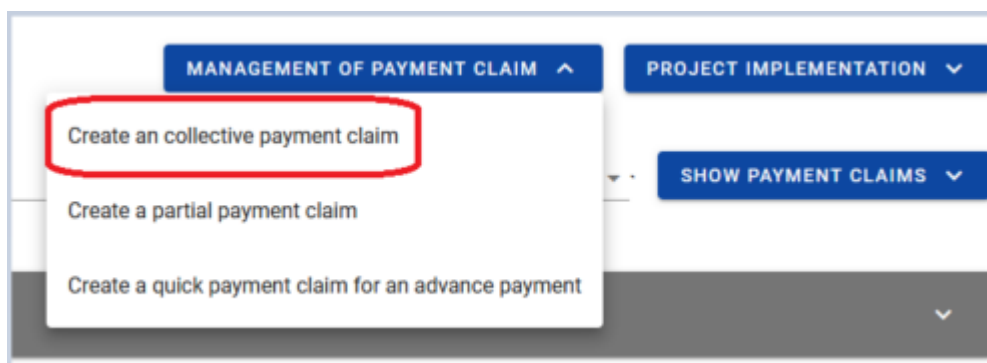 MANAGEMENT OF PAYMENT CLAIM
PROJECT IMPLEMENTATION
Create an collective payment claim
SHOW PAYMENT CLAIMS
Create a partial payment claim
Create a quick payment claim for an advance payment